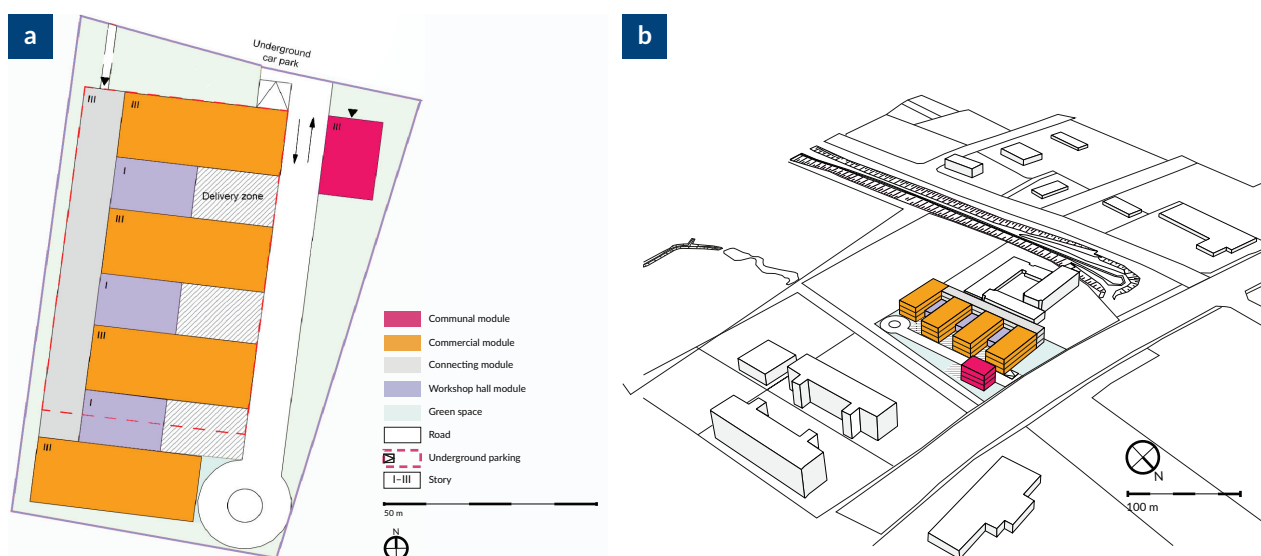 a
Underground
car park
III
III
III
I
Delivery zone
III
I
III
I
III
Communal module
Commercial module
Connecting module
Workshop hall module
Green space
Road
Underground parking
I–III
Story
50 m
N
b
N
100 m